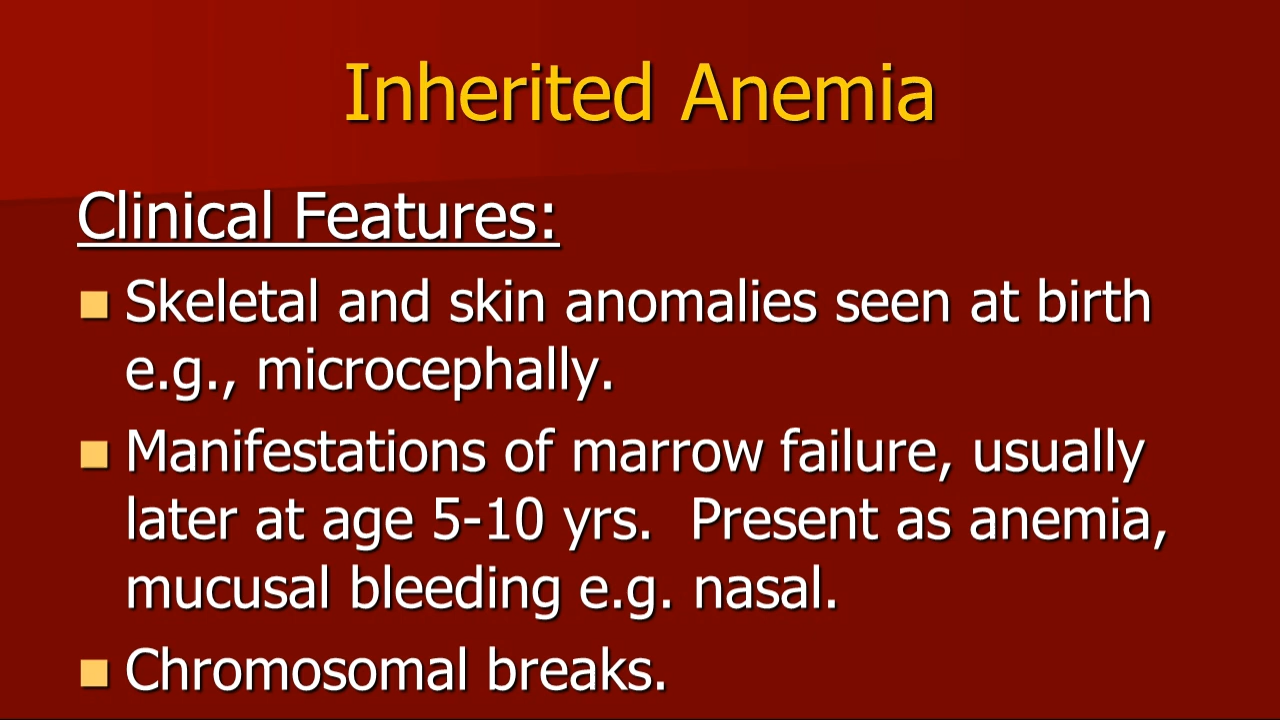 Inherited Anemia
Clinical Features:
Skeletal and skin anomalies seen at birth
e.g., microcephally.
Manifestations of marrow failure, usually
later at age 5-10 yrs.  Present as anemia,
mucusal bleeding e.g. nasal.
Chromosomal breaks.